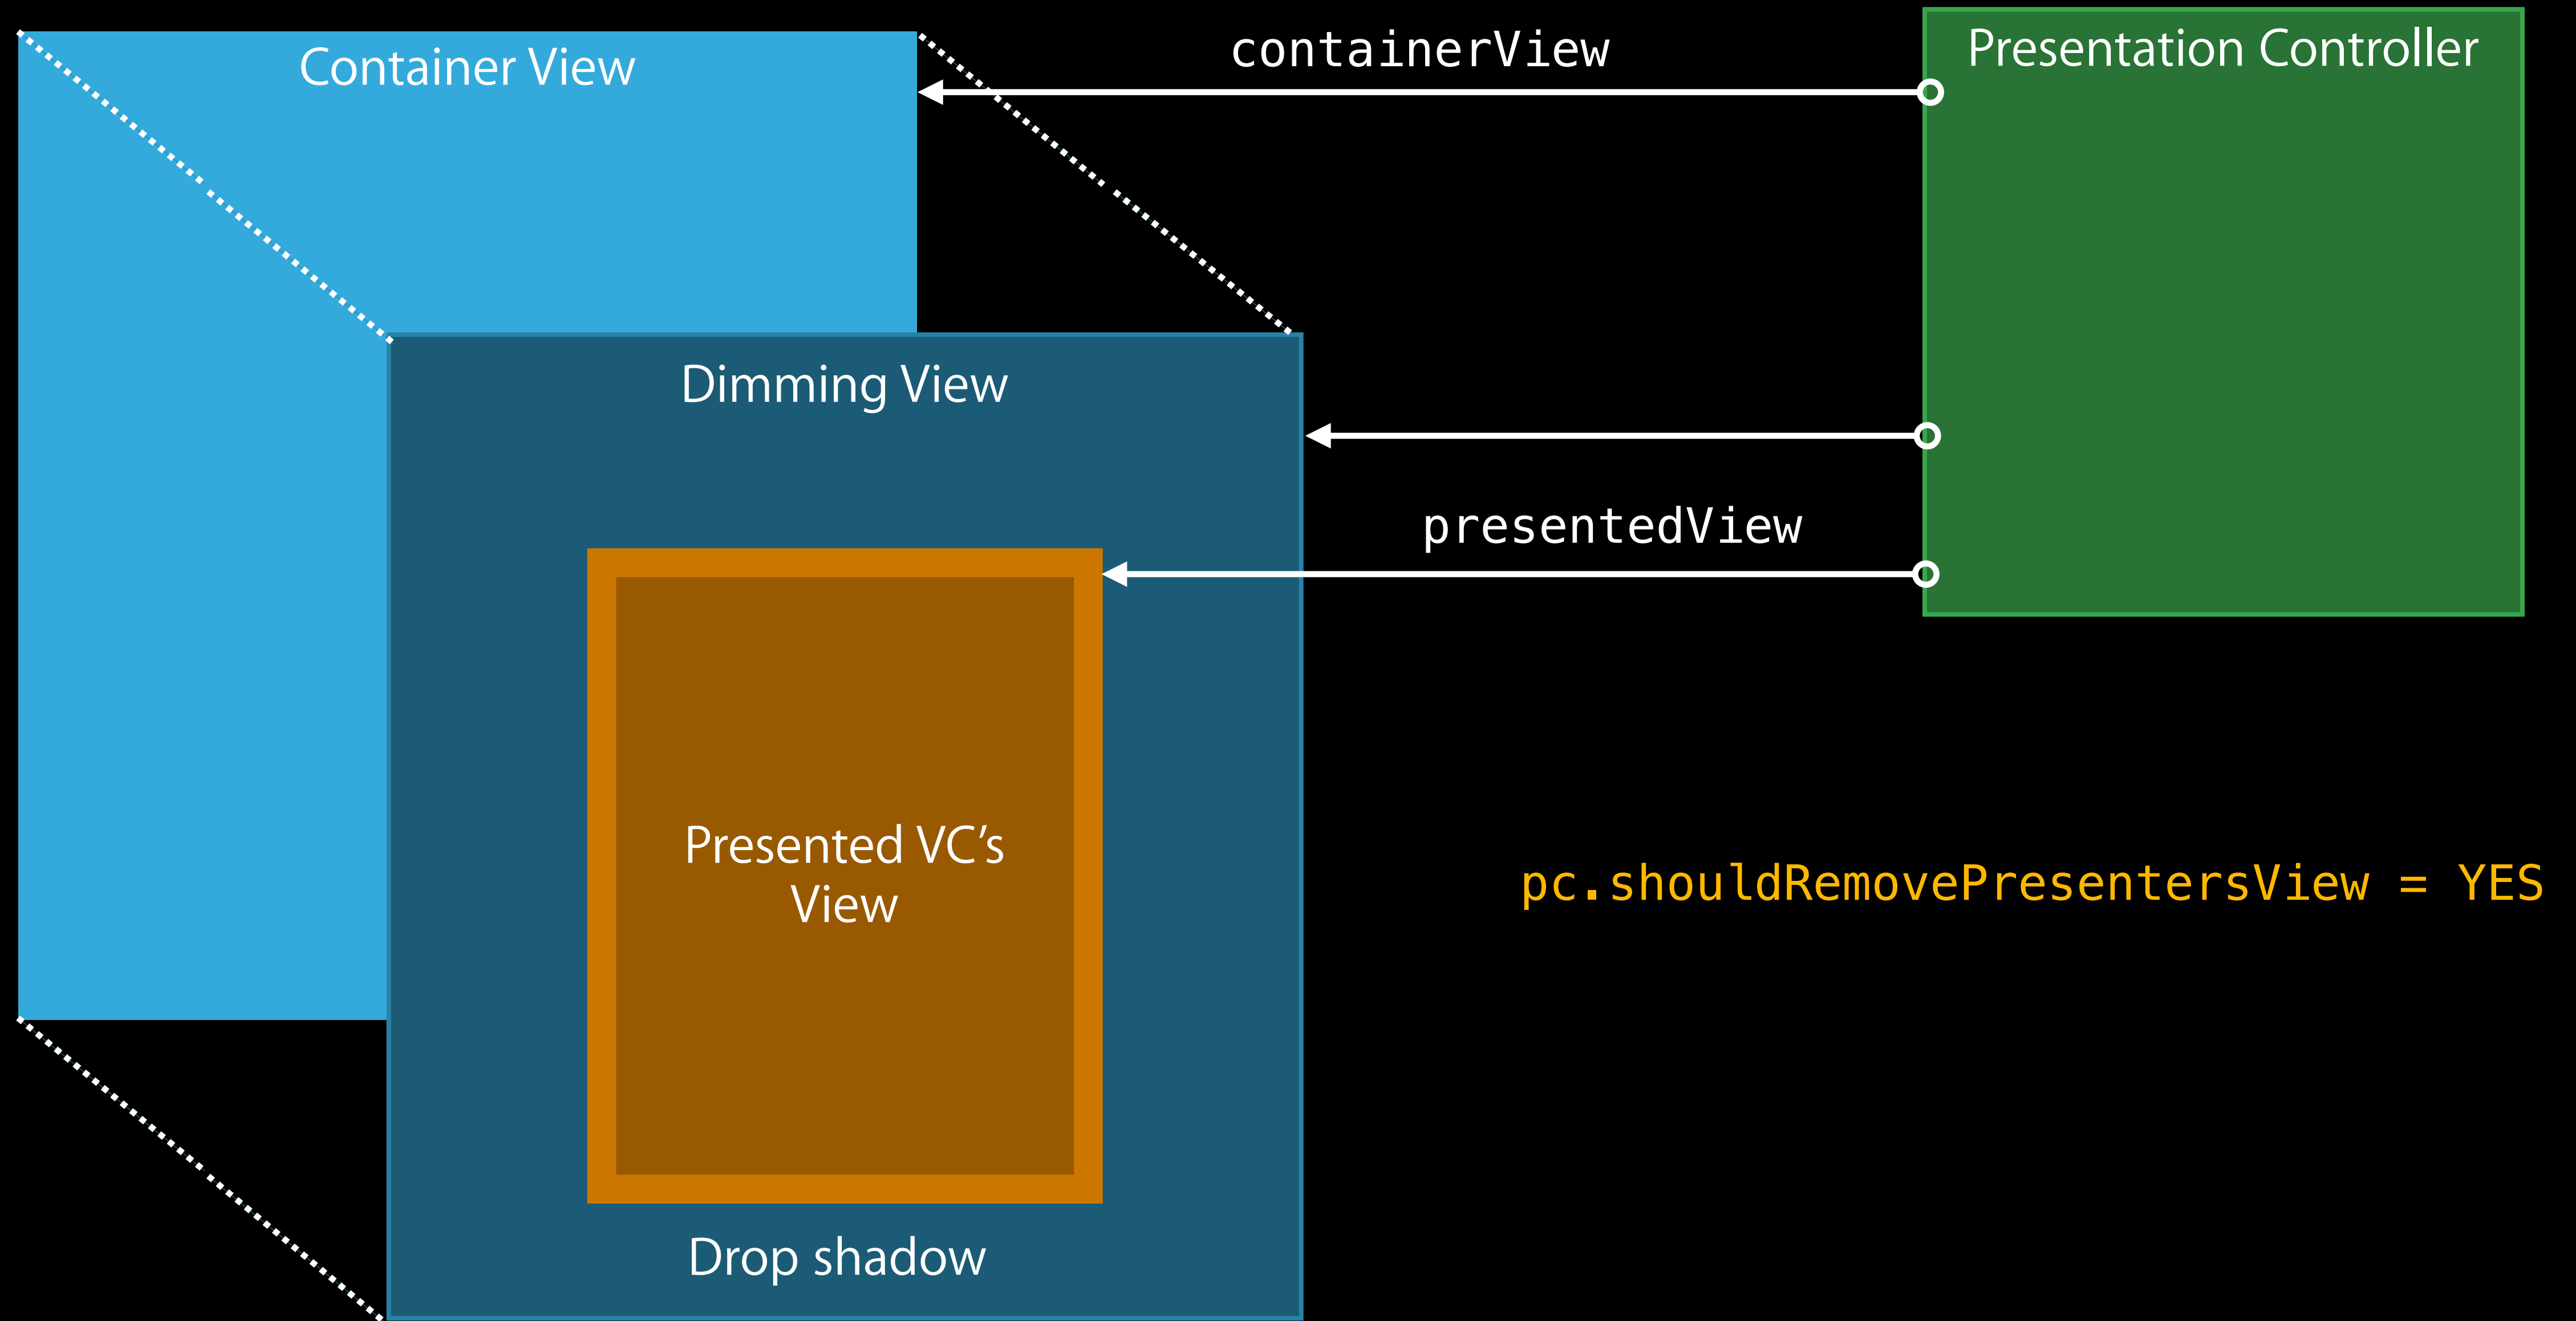 Container View
containerView
Presentation Controller
Dimming View
presentedView
Presented VC’s
View
pc.shouldRemovePresentersView = YES
Drop shadow